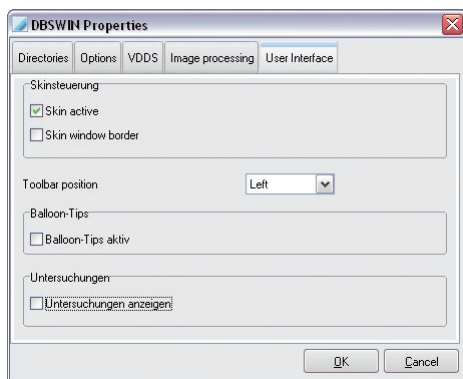 DBSWIN Properties
Directories Options VDDS Image processing User Interface
Skinsteuerung
Skin active
Skin window border
Toolbar position Left
Balloon-Tips
Balloon-Tips aktiv
Untersuchungen
Untersuchungen anzeigen
OK Cancel